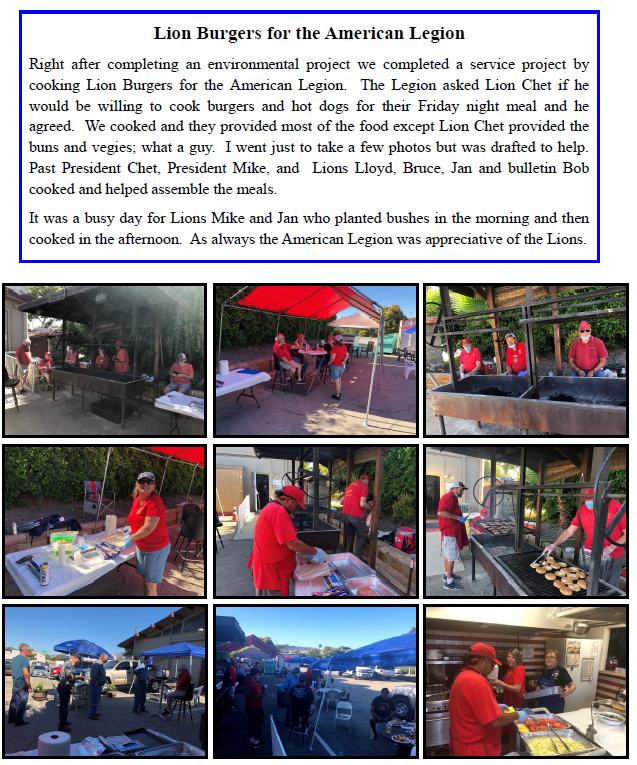 Lion Burgers for the American Legion
Right after completing an environmental project we completed a service project by
cooking Lion Burgers for the American Legion. The Legion asked Lion Chet if he
would be willing to cook burgers and hot dogs for their Friday night meal and he
agreed. We cooked and they provided most of the food except Lion Chet provided the
buns and vegies; what a guy. I went just to take a few photos but was drafted to help.
Past President Chet, President Mike, and Lions Lloyd, Bruce, Jan and bulletin Bob
cooked and helped assemble the meals.
It was a busy day for Lions Mike and Jan who planted bushes in the morning and then
cooked in the afternoon. As always the American Legion was appreciative of the Lions.